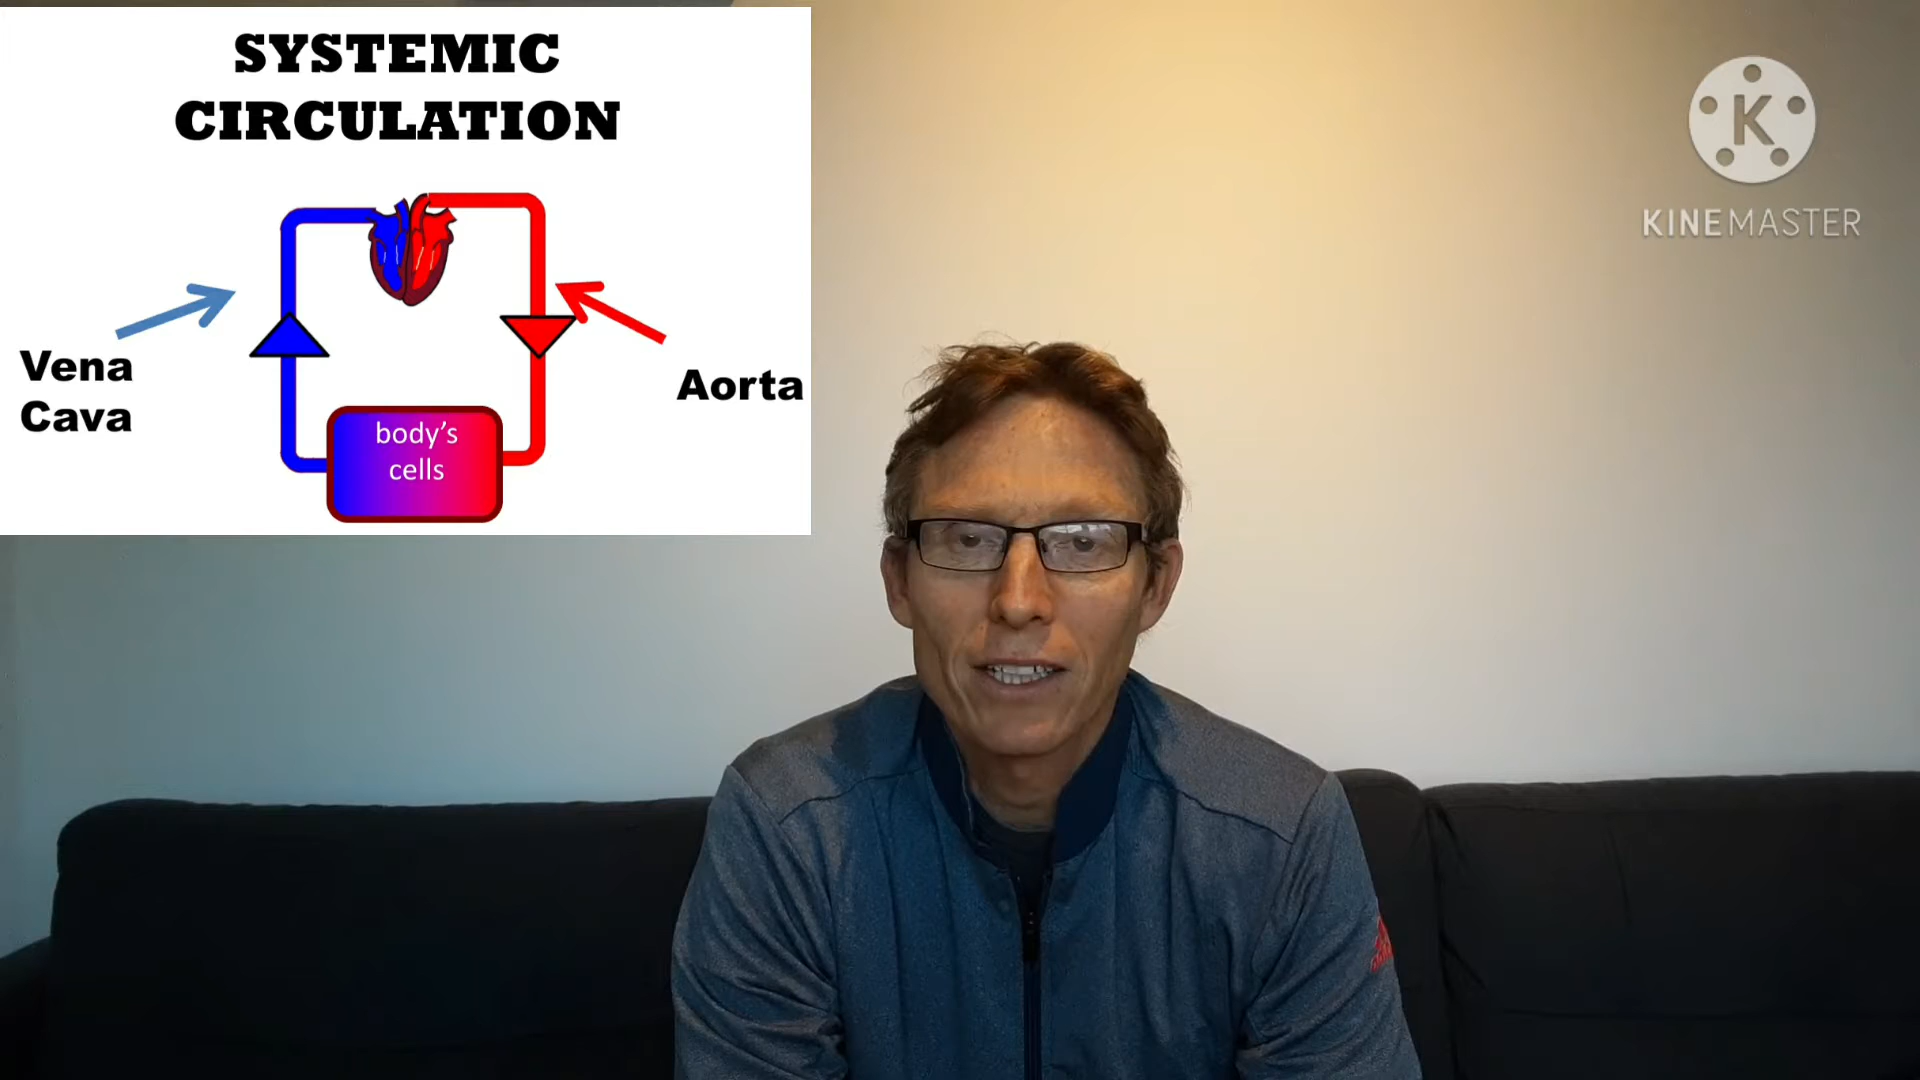 SYSTEMIC
CIRCULATION
Vena
Cava
Aorta
body's
cells
K
KINEMASTER